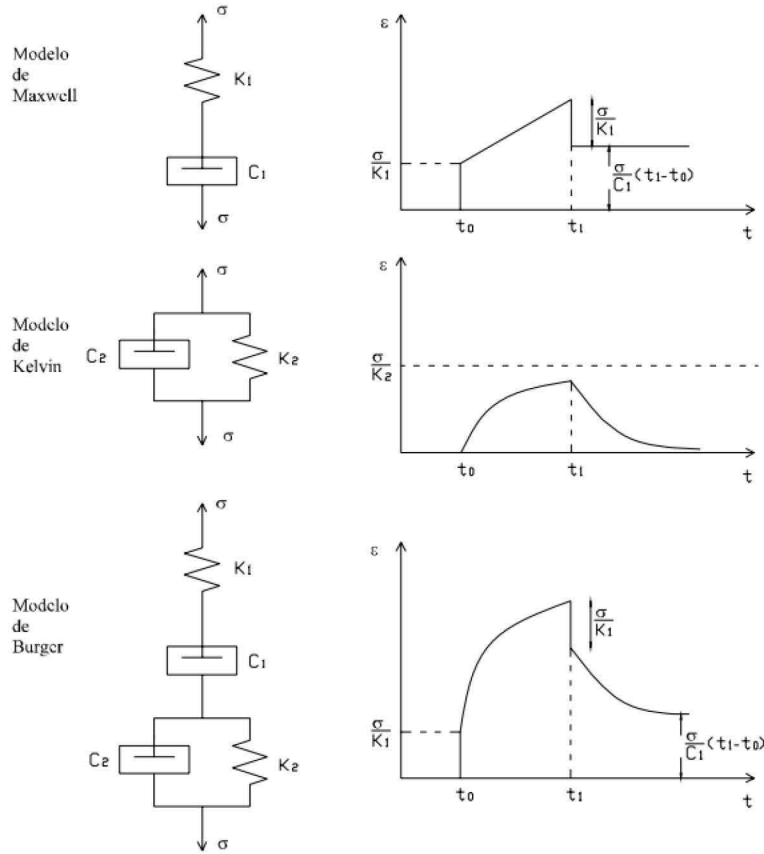 Modelo
de
Maxwell
σ
K1
C1
σ
ε
σ/K1
σ/K1
σ/C1(t1-t0)
t0
t1
t
Modelo
de
Kelvin
σ
C2
K2
σ
ε
σ/K2
t0
t1
t
Modelo
de
Burger
σ
K1
C1
C2
K2
σ
ε
σ/K1
σ/K1
σ/C1(t1-t0)
t0
t1
t